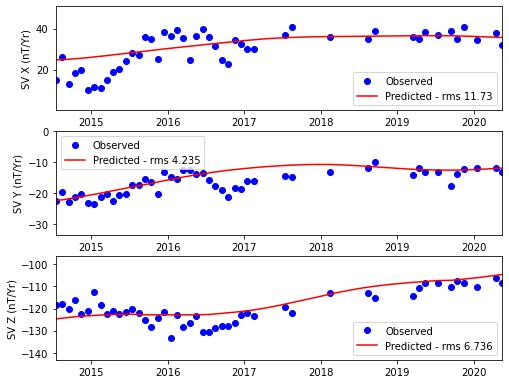 SV X (nT/Yr)
40
20
Observed
Predicted - rms 11.73
2015 2016 2017 2018 2019 2020
SV Y (nT/Yr)
0
−10
−20
−30
Observed
Predicted - rms 4.235
2015 2016 2017 2018 2019 2020
SV Z (nT/Yr)
−100
−110
−120
−130
−140
Observed
Predicted - rms 6.736
2015 2016 2017 2018 2019 2020